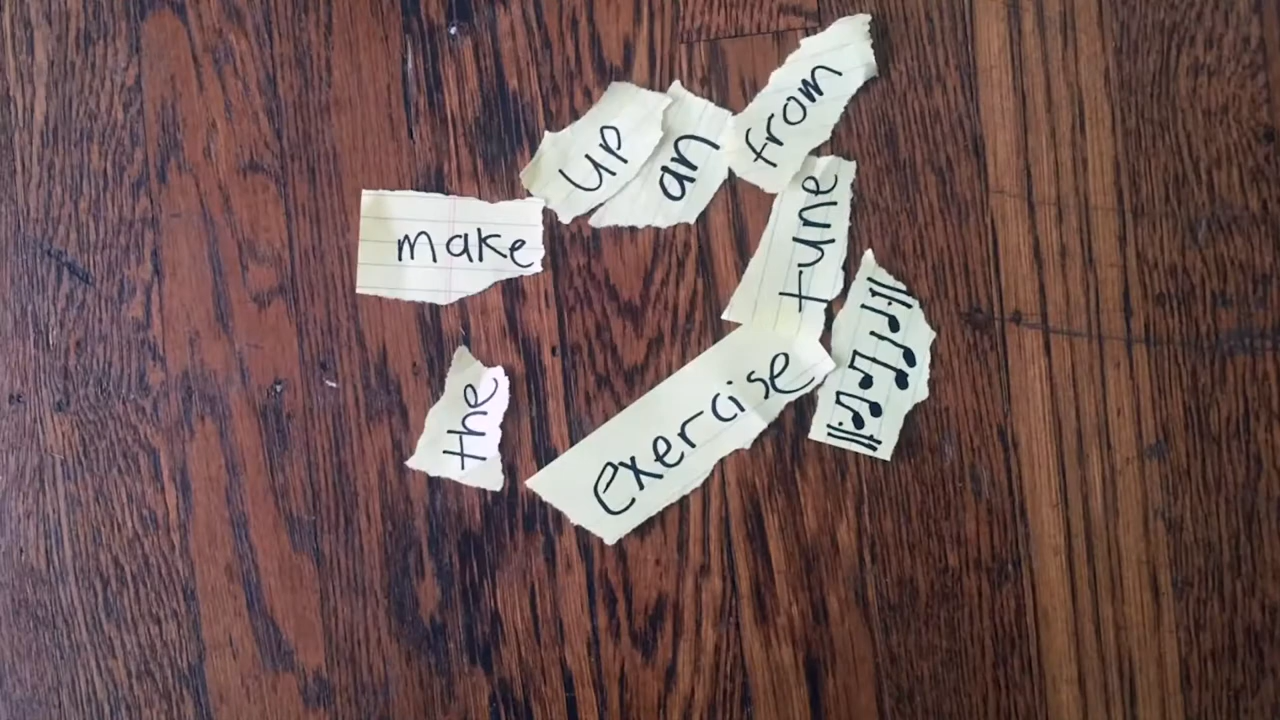 make
up
an
from
tune
exercise
the